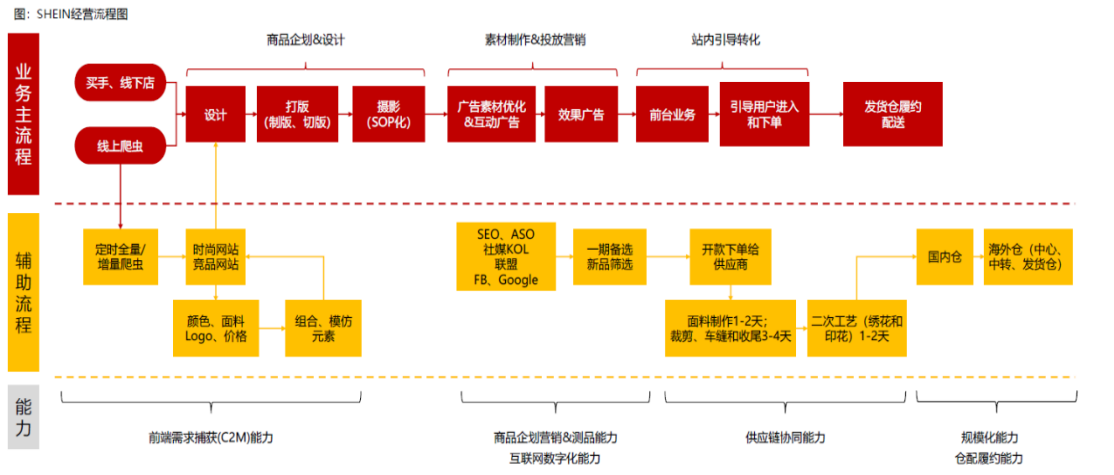 图：SHEIN经营流程图
商品企划&设计
素材制作&投放营销
站内引导转化
业务主流程
买手、线下店
线上爬虫
设计
打版
（制版、切版）
摄影
（SOP化）
广告素材优化
&互动广告
效果广告
前台业务
引导用户进入
和下单
发货仓履约
配送
辅助流程
定时全量/
增量爬虫
时尚网站
竞品网站
颜色、面料
Logo、价格
组合、模仿
元素
SEO、ASO
社媒KOL
联盟
FB、Google
一期备选
新品筛选
开款下单给
供应商
面料制作1-2天；
裁剪、车缝和收尾3-4天
二次工艺（绣花和
印花）1-2天
国内仓
海外仓（中心、
中转、发货仓）
能力
前端需求捕获(C2M)能力
商品企划营销&测品能力
互联网数字化能力
供应链协同能力
规模化能力
仓配履约能力